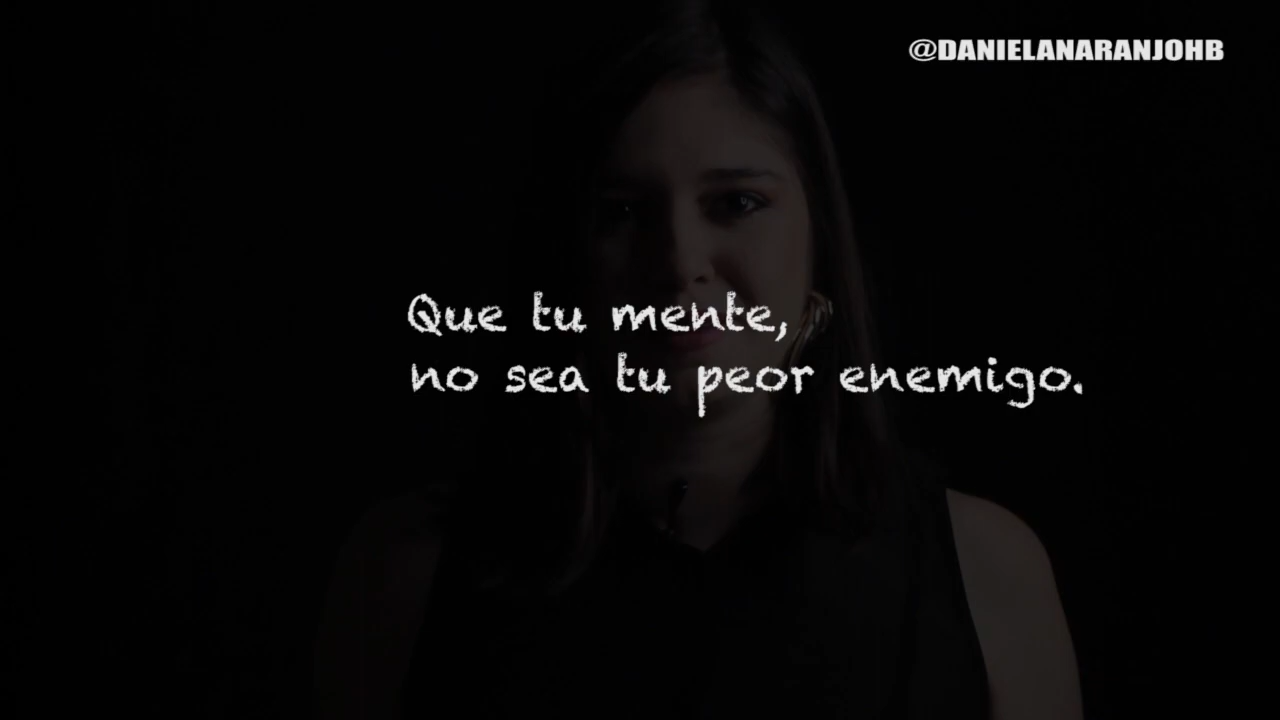 @DANIELANARANJOHB
Que tu mente,
no sea tu peor enemigo.